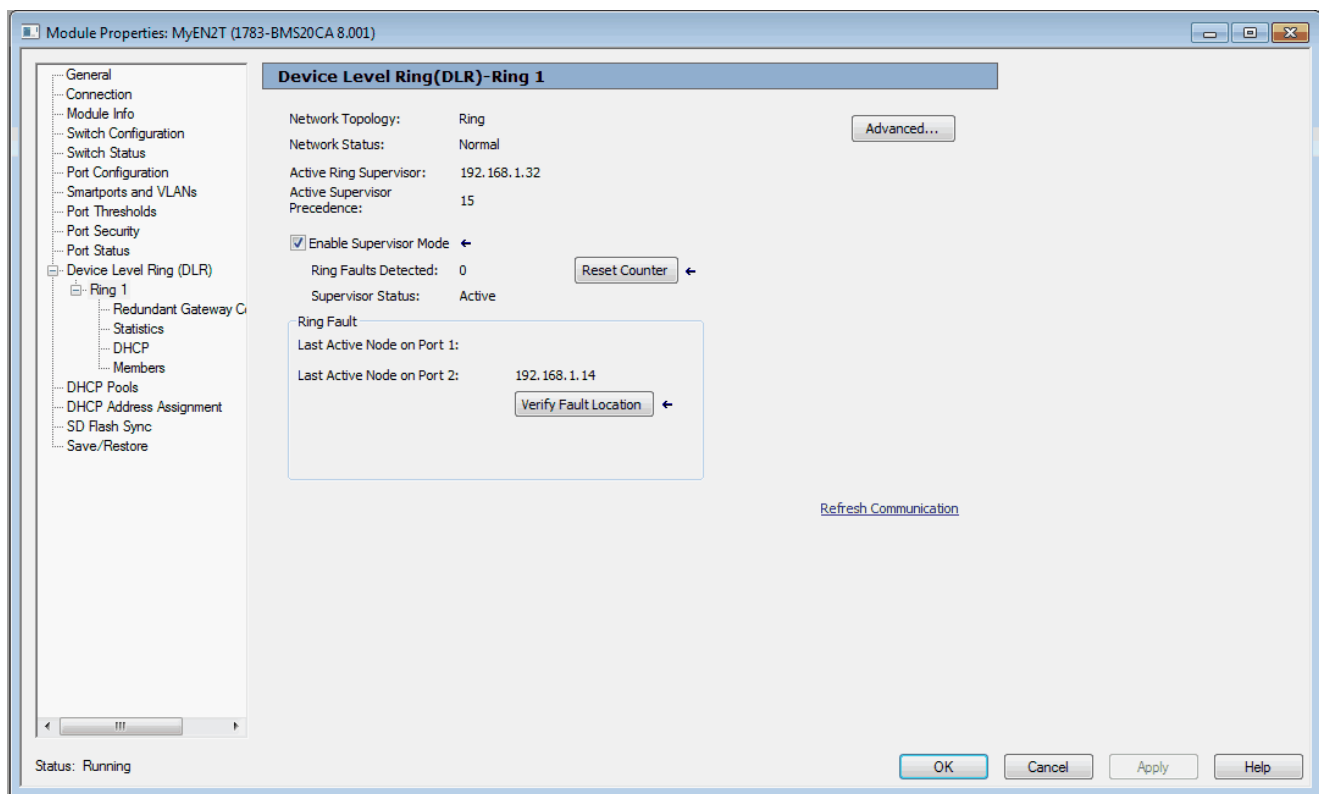 Module Properties: MyEN2T (1783-BMS20CA 8.001)
General
Connection
Module Info
Switch Configuration
Switch Status
Port Configuration
Smartports and VLANs
Port Thresholds
Port Security
Port Status
Device Level Ring (DLR)
Ring 1
Redundant Gateway C
Statistics
DHCP
Members
DHCP Pools
DHCP Address Assignment
SD Flash Sync
Save/Restore
Device Level Ring(DLR)-Ring 1
Network Topology: Ring
Advanced...
Network Status: Normal
Active Ring Supervisor: 192.168.1.32
Active Supervisor
Precedence: 15
Enable Supervisor Mode
Ring Faults Detected: 0 Reset Counter
Supervisor Status: Active
Ring Fault
Last Active Node on Port 1:
Last Active Node on Port 2: 192.168.1.14
Verify Fault Location
Refresh Communication
Status: Running
OK Cancel Apply Help